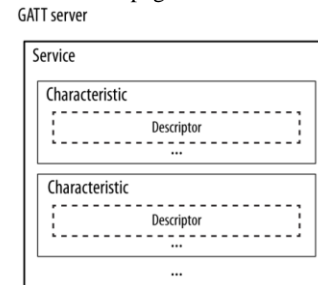 GATT server
Service
Characteristic
Descriptor
...
Characteristic
Descriptor
...
...